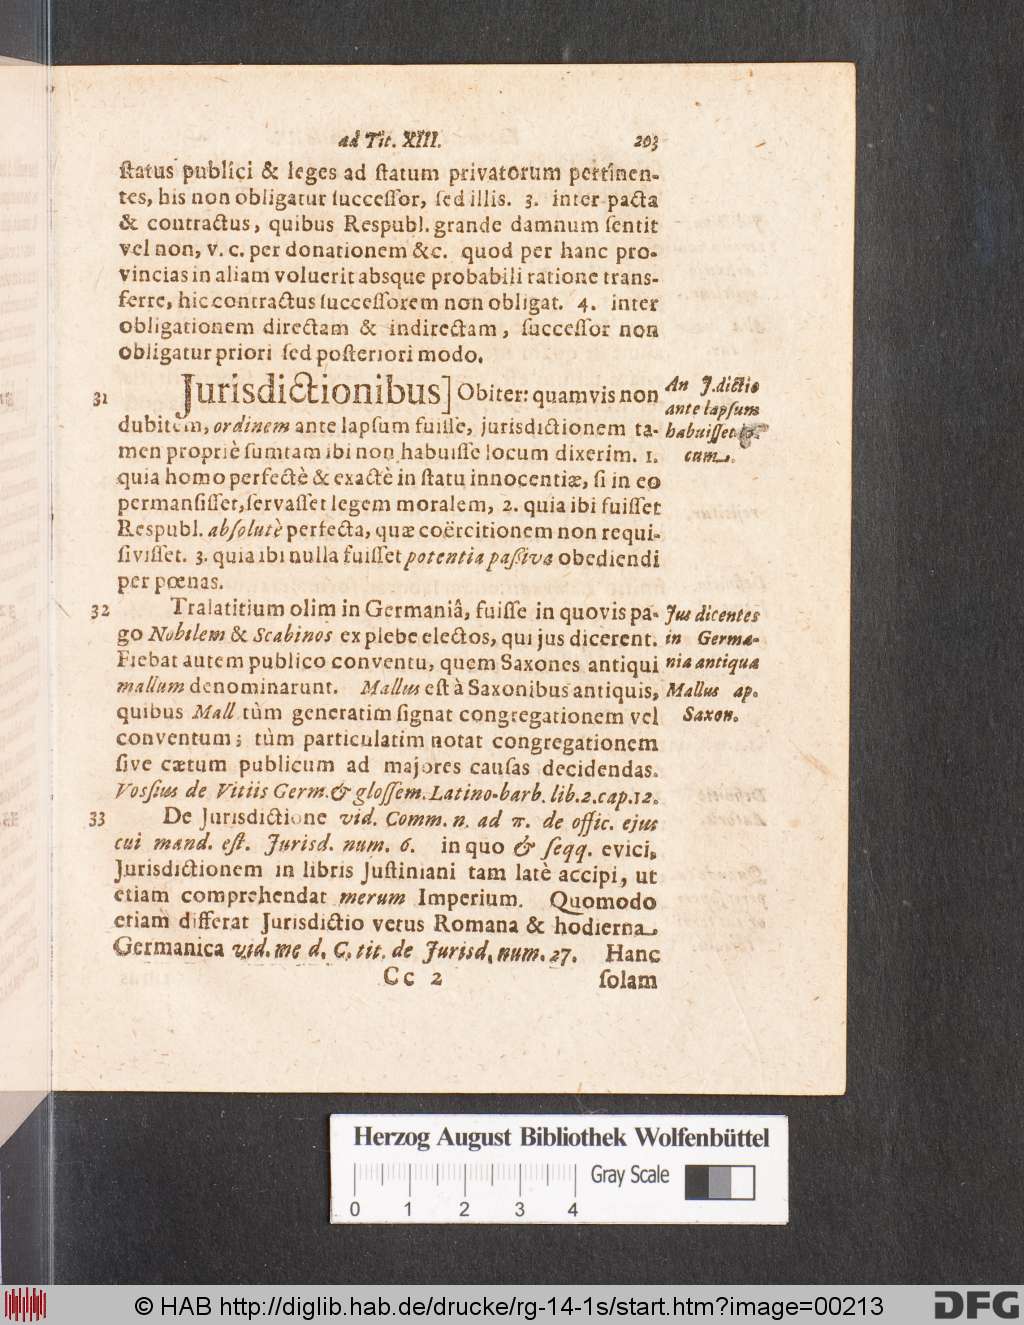 ad Tit. XIII. 203
ſtatus publici & leges ad ſtatum privatorum pertinen-
tes, his non obligatur ſucceſſor, ſed illis. 3. inter pacta
& contractus, quibus Respubl. grande damnum ſentit
vel non, v. c. per donationem &c. quod per hanc pro-
vincias in aliam voluerit absque probabili ratione trans-
ferre, hic contractus ſucceſſorem non obligat. 4. inter
obligationem directam & indirectam, ſucceſſor non
obligatur priori ſed poſteriori modo.
31 Jurisdictionibus] Obiter: quamvis non
dubitem, ordinem ante lapſum fuiſſe, jurisdictionem ta-
men propriè ſumtam ibi non habuiſſe locum dixerim. 1.
quia homo perfectè & exactè in ſtatu innocentiæ, ſi in eo
permanſiſſet, ſervaſſet legem moralem, 2. quia ibi fuiſſet
Respubl. abſolutè perfecta, quæ coërcitionem non requi-
ſiviſſet. 3. quia ibi nulla fuiſſet potentia paſſiva obediendi
per pœnas.
An J.dictio
ante lapſum
habuiſſet lo-
cum.
32 Tralatitium olim in Germaniâ, fuiſſe in quovis pa-
go Nobilem & Scabinos ex plebe electos, qui jus dicerent.
Fiebat autem publico conventu, quem Saxones antiqui
mallum denominarunt. Mallus eſt à Saxonibus antiquis,
quibus Mall tùm generatim ſignat congregationem vel
conventum; tùm particulatim notat congregationem
ſive cætum publicum ad majores cauſas decidendas.
Voſſius de Vitiis Germ. & gloſſem. Latino-barb. lib. 2. cap. 12.
Jus dicentes
in Germa-
nia antiqua
Mallus ap.
Saxon.
33 De Jurisdictione vid. Comm. n. ad π. de offic. ejus
cui mand. eſt. Jurisd. num. 6. in quo & ſeqq. evici,
Jurisdictionem in libris Juſtiniani tam latè accipi, ut
etiam comprehendat merum Imperium. Quomodo
etiam differat Jurisdictio vetus Romana & hodierna
Germanica vid. me d. C. tit. de Jurisd. num. 27. Hanc
Cc 2 ſolam
Herzog August Bibliothek Wolfenbüttel
Gray Scale
0 1 2 3 4
© HAB http://diglib.hab.de/drucke/rg-14-1s/start.htm?image=00213
DFG